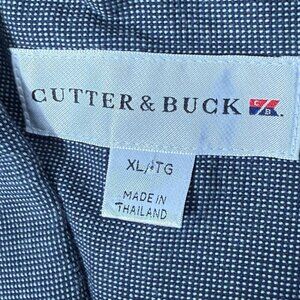 CUTTER & BUCK C/B.
XL/TG
MADE IN
THAILAND